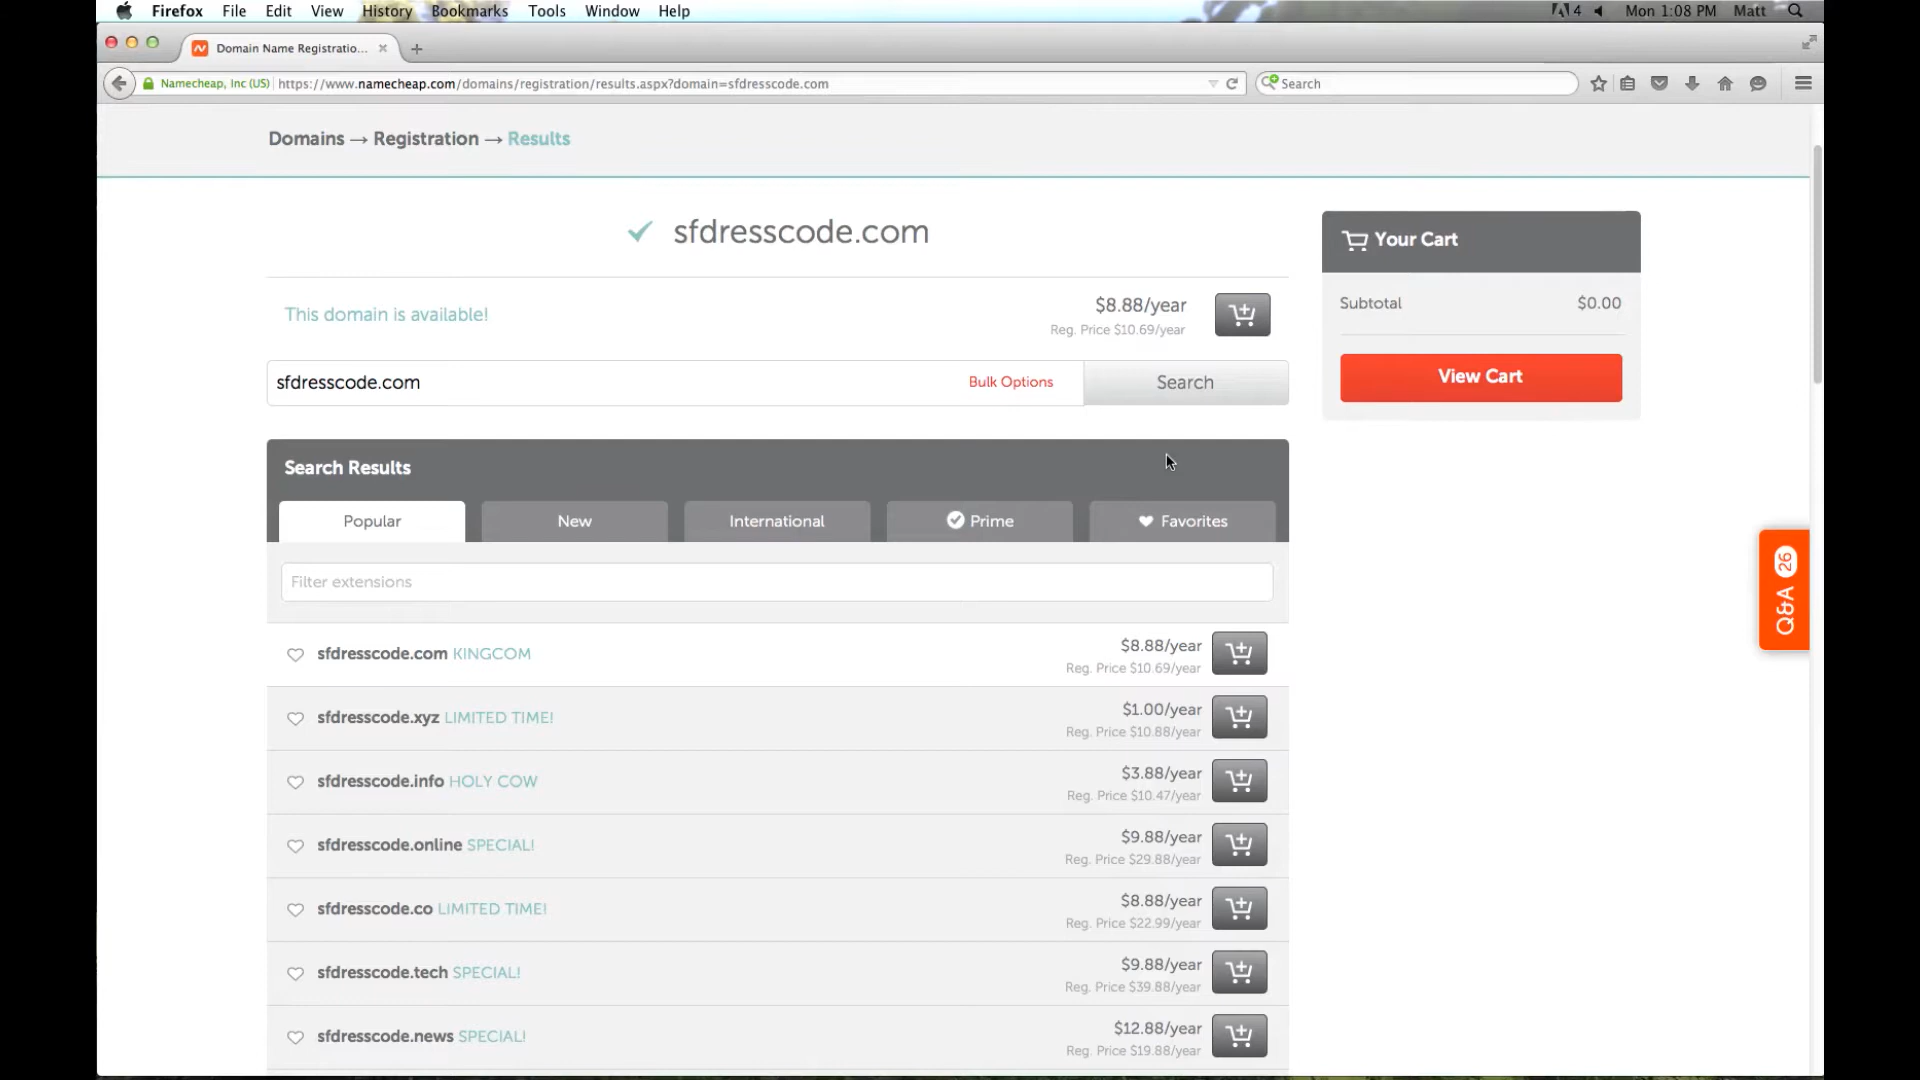 Firefox File Edit View History Bookmarks Tools Window Help 4 Mon 1:08 PM Matt
Domain Name Registratio...
Namecheap, Inc (US) https://www.namecheap.com/domains/registration/results.aspx?domain=sfdresscode.com Search
Domains → Registration → Results
sfdresscode.com
This domain is available! $8.88/year
Reg. Price $10.69/year
sfdresscode.com Bulk Options Search
Your Cart
Subtotal $0.00
View Cart
Search Results
Popular New International Prime Favorites
Filter extensions
sfdresscode.com KINGCOM $8.88/year
Reg. Price $10.69/year
sfdresscode.xyz LIMITED TIME! $1.00/year
Reg. Price $10.88/year
sfdresscode.info HOLY COW $3.88/year
Reg. Price $10.47/year
sfdresscode.online SPECIAL! $9.88/year
Reg. Price $29.88/year
sfdresscode.co LIMITED TIME! $8.88/year
Reg. Price $22.99/year
sfdresscode.tech SPECIAL! $9.88/year
Reg. Price $39.88/year
sfdresscode.news SPECIAL! $12.88/year
Reg. Price $19.88/year
Q&A 26